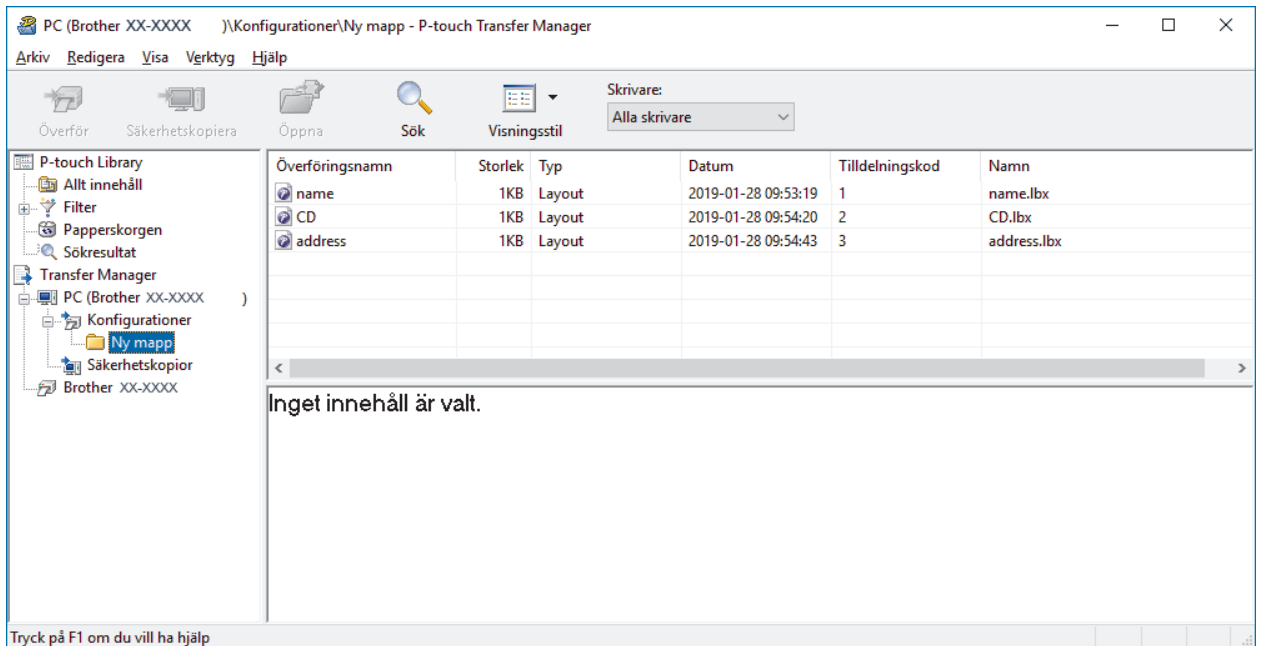 PC (Brother XX-XXXX )\Konfigurationer\Ny mapp - P-touch Transfer Manager
Arkiv Redigera Visa Verktyg Hjälp
Skrivare:
Alla skrivare
Överför Säkerhetskopiera Öppna Sök Visningsstil
P-touch Library
Allt innehåll
Filter
Papperskorgen
Sökresultat
Transfer Manager
PC (Brother XX-XXXX )
Konfigurationer
Ny mapp
Säkerhetskopior
Brother XX-XXXX
Överföringsnamn Storlek Typ Datum Tilldelningskod Namn
name 1KB Layout 2019-01-28 09:53:19 1 name.lbx
CD 1KB Layout 2019-01-28 09:54:20 2 CD.lbx
address 1KB Layout 2019-01-28 09:54:43 3 address.lbx
Inget innehåll är valt.
Tryck på F1 om du vill ha hjälp